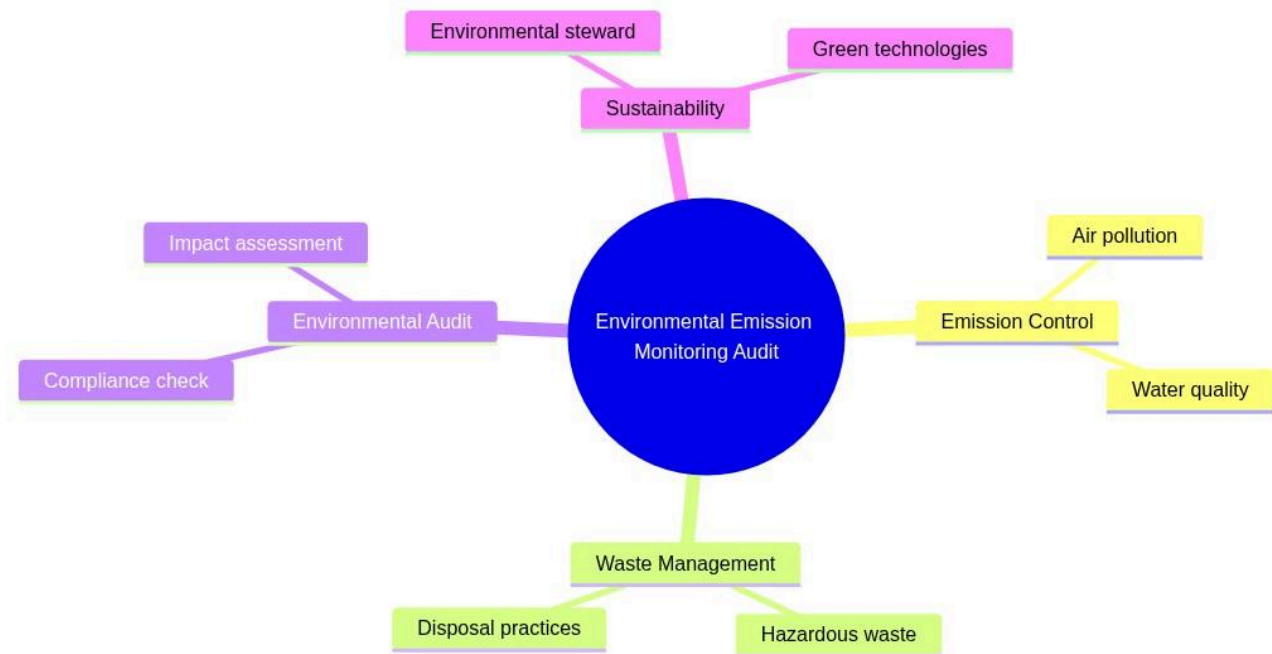 Environmental steward
Green technologies
Sustainability
Impact assessment
Air pollution
Environmental Audit
Environmental Emission
Monitoring Audit
Emission Control
Compliance check
Water quality
Waste Management
Disposal practices
Hazardous waste